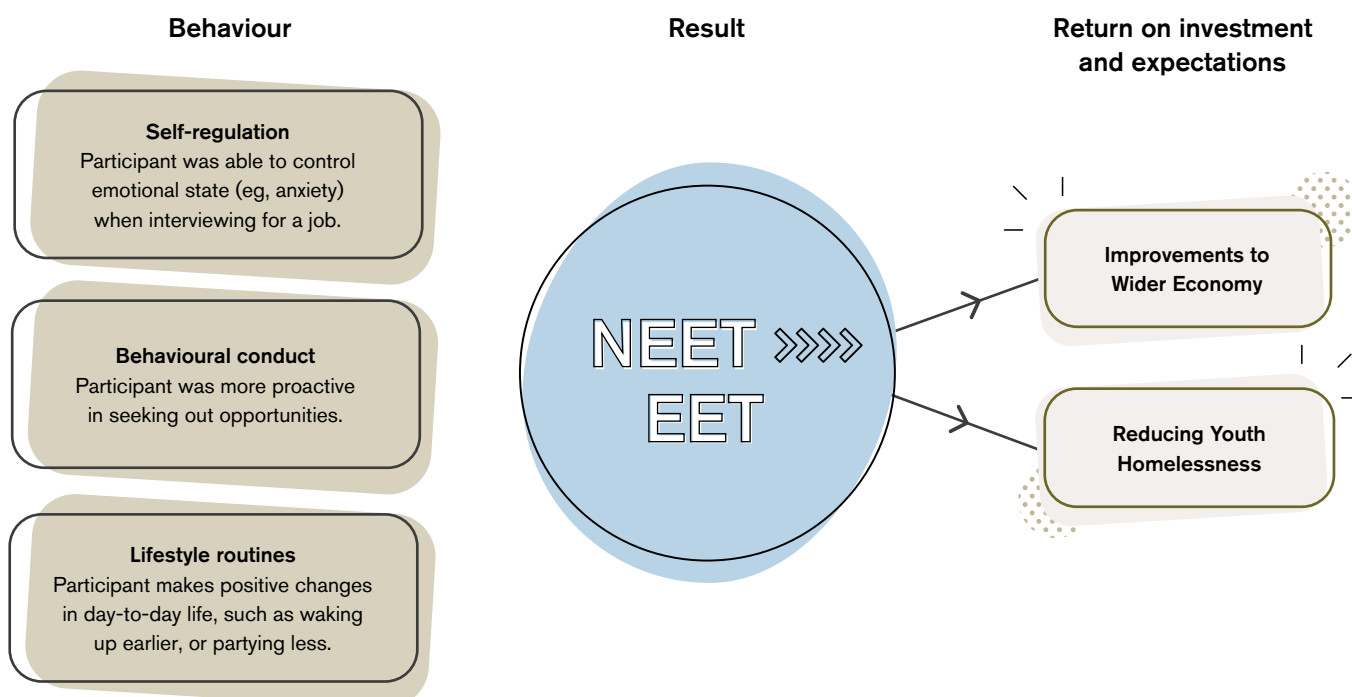 Behaviour
Self-regulation
Participant was able to control
emotional state (eg, anxiety)
when interviewing for a job.
Behavioural conduct
Participant was more proactive
in seeking out opportunities.
Lifestyle routines
Participant makes positive changes
in day-to-day life, such as waking
up earlier, or partying less.
Result
NEET
EET
Return on investment
and expectations
Improvements to
Wider Economy
Reducing Youth
Homelessness